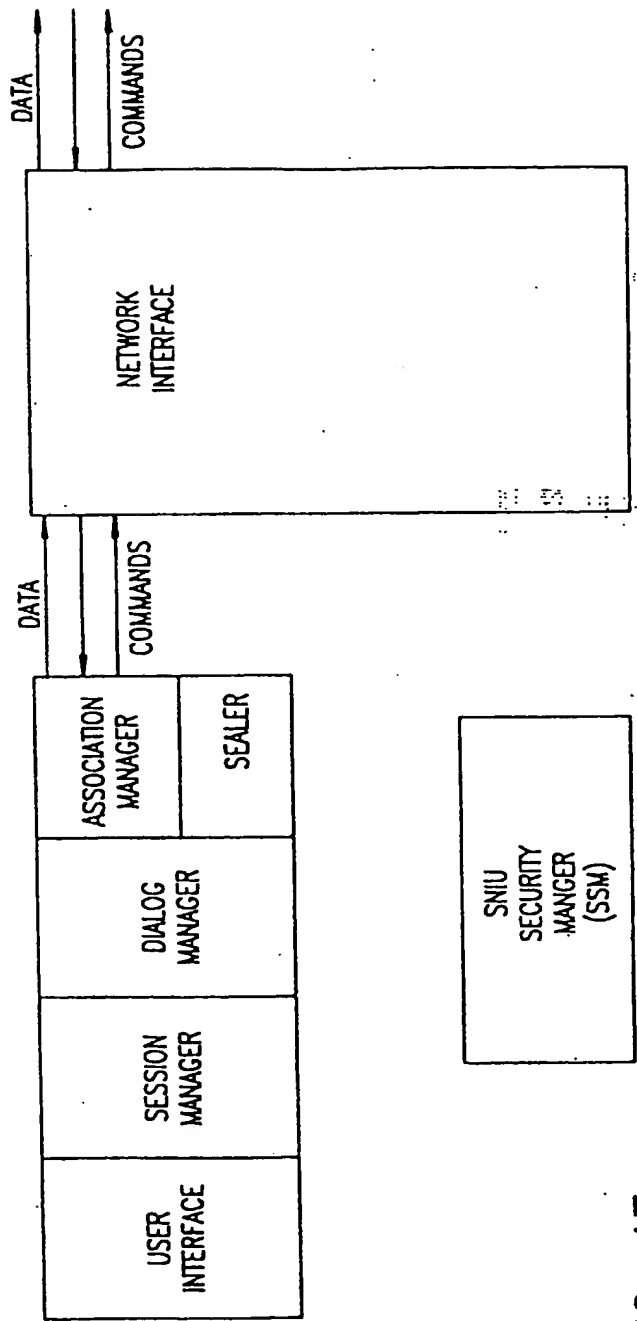 USER
INTERFACE
SESSION
MANAGER
DIALOG
MANAGER
ASSOCIATION
MANAGER
SEALER
DATA
COMMANDS
NETWORK
INTERFACE
DATA
COMMANDS
SNIU
SECURITY
MANGER
(SSM)